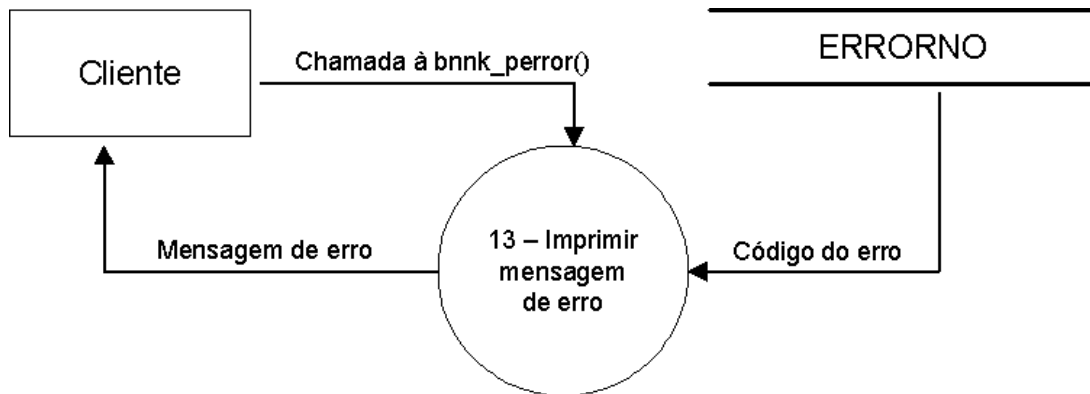 Cliente
Chamada à bnnk_perror()
ERRORNO
Mensagem de erro
13 – Imprimir
mensagem
de erro
Código do erro